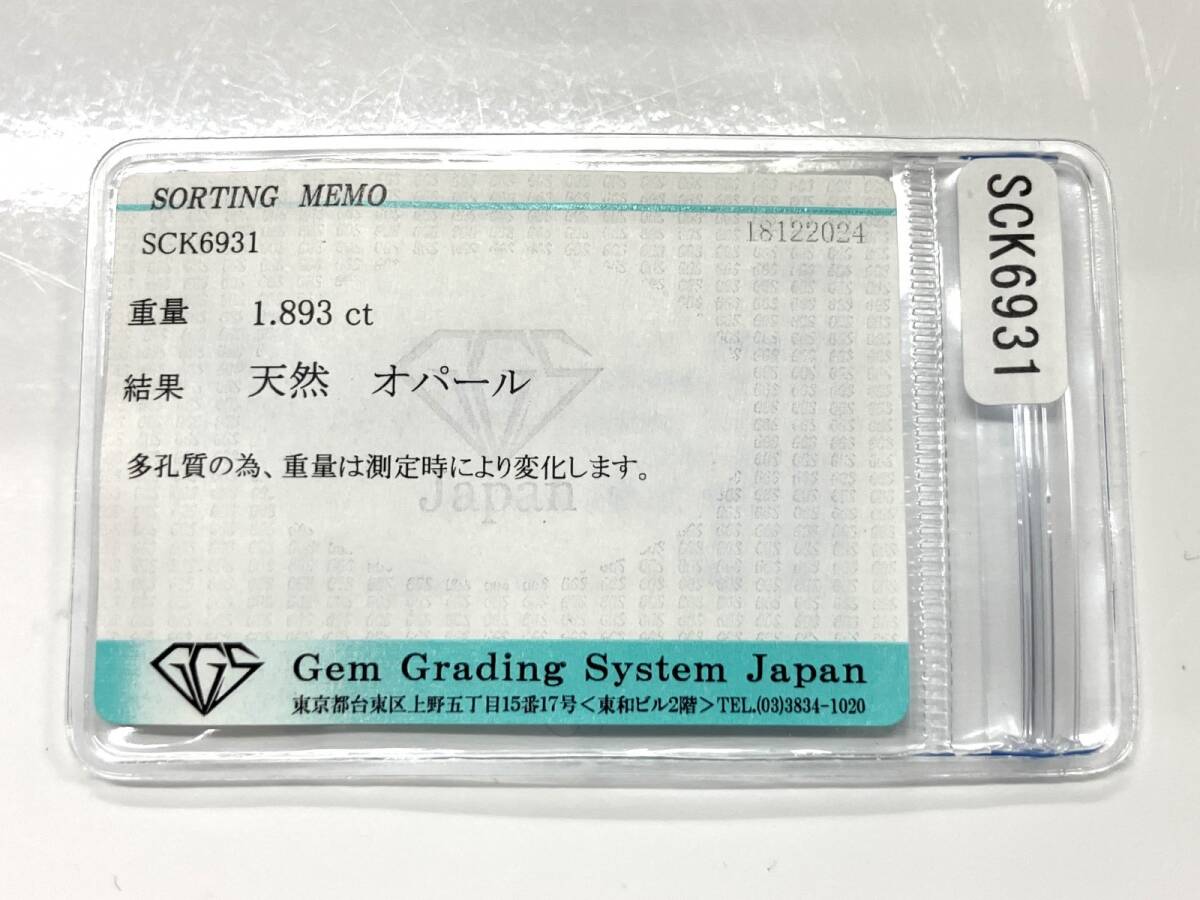 SORTING MEMO
SCK6931
18122024
重量 1.893 ct
結果 天然 オパール
多孔質の為、重量は測定時により変化します。
GGS
Japan
GGS Gem Grading System Japan
東京都台東区上野五丁目15番17号＜東和ビル2階＞TEL.(03)3834-1020
SCK6931